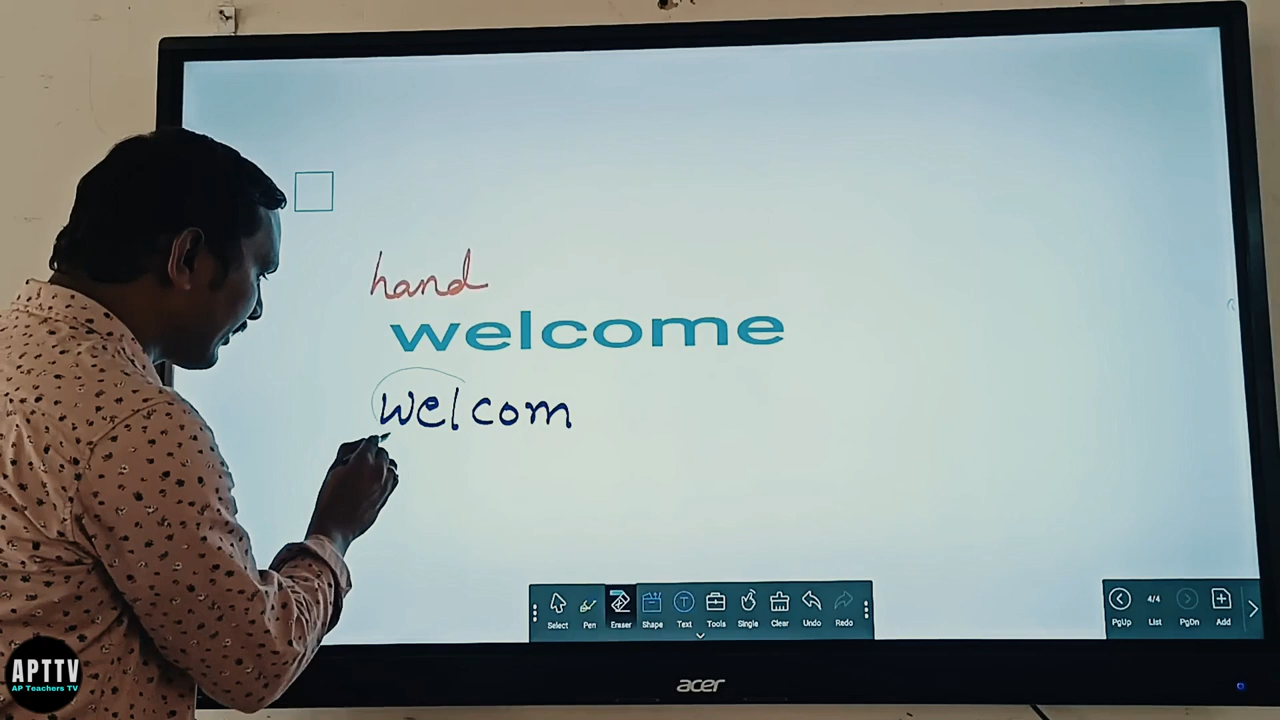 hand
welcome
welcom
Select Pen Eraser Shape Text Tools Single Clear Undo Redo
4/4
PgUp List PgDn Add
acer
APTTV
AP Teachers TV